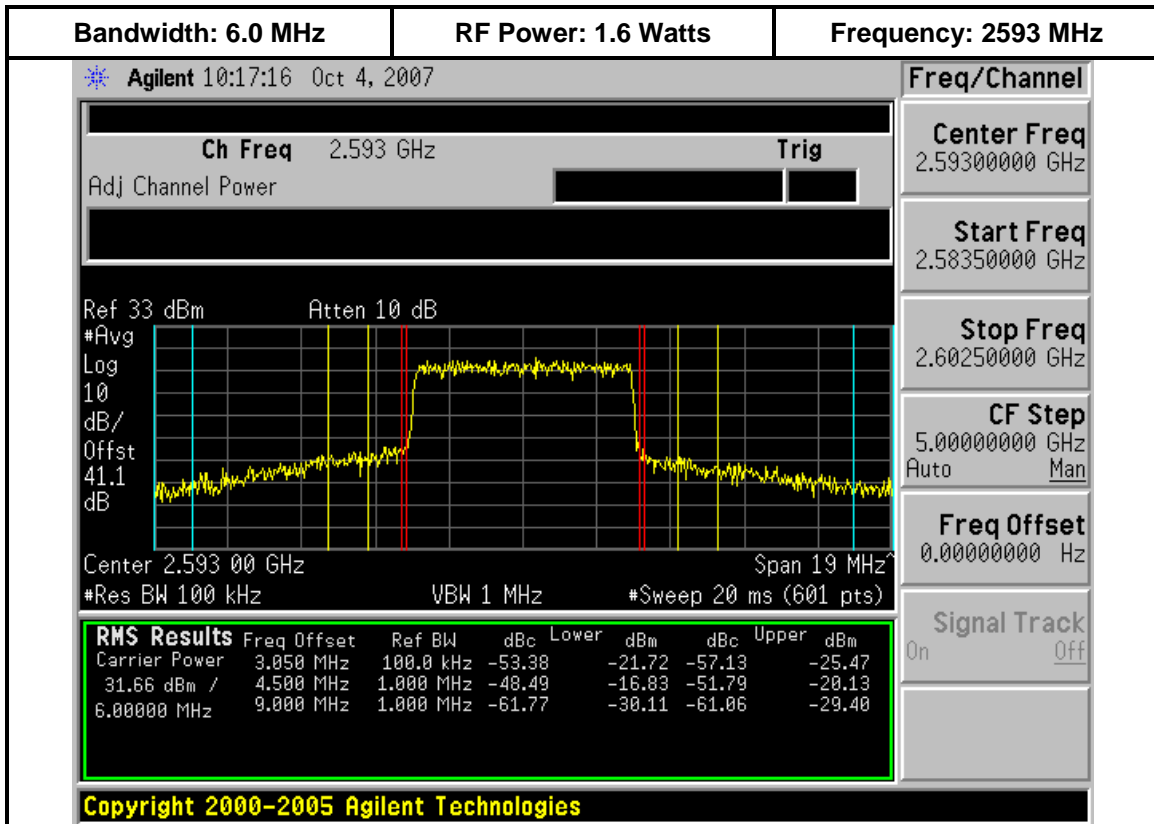 Bandwidth: 6.0 MHz RF Power: 1.6 Watts Frequency: 2593 MHz
Agilent 10:17:16 Oct 4, 2007 Freq/Channel
Ch Freq 2.593 GHz Trig
Adj Channel Power
Center Freq
2.59300000 GHz
Start Freq
2.58350000 GHz
Stop Freq
2.60250000 GHz
CF Step
5.00000000 GHz
Auto Man
Freq Offset
0.00000000 Hz
Signal Track
On Off
Ref 33 dBm Atten 10 dB
#Avg
Log
10
dB/
Offst
41.1
dB
Center 2.593 00 GHz Span 19 MHz^
#Res BW 100 kHz VBW 1 MHz #Sweep 20 ms (601 pts)
RMS Results Freq Offset Ref BW dBc Lower dBm dBc Upper dBm
Carrier Power 3.050 MHz 100.0 kHz -53.38 -21.72 -57.13 -25.47
31.66 dBm / 4.500 MHz 1.000 MHz -48.49 -16.83 -51.79 -20.13
6.00000 MHz 9.000 MHz 1.000 MHz -61.77 -30.11 -61.06 -29.40
Copyright 2000-2005 Agilent Technologies